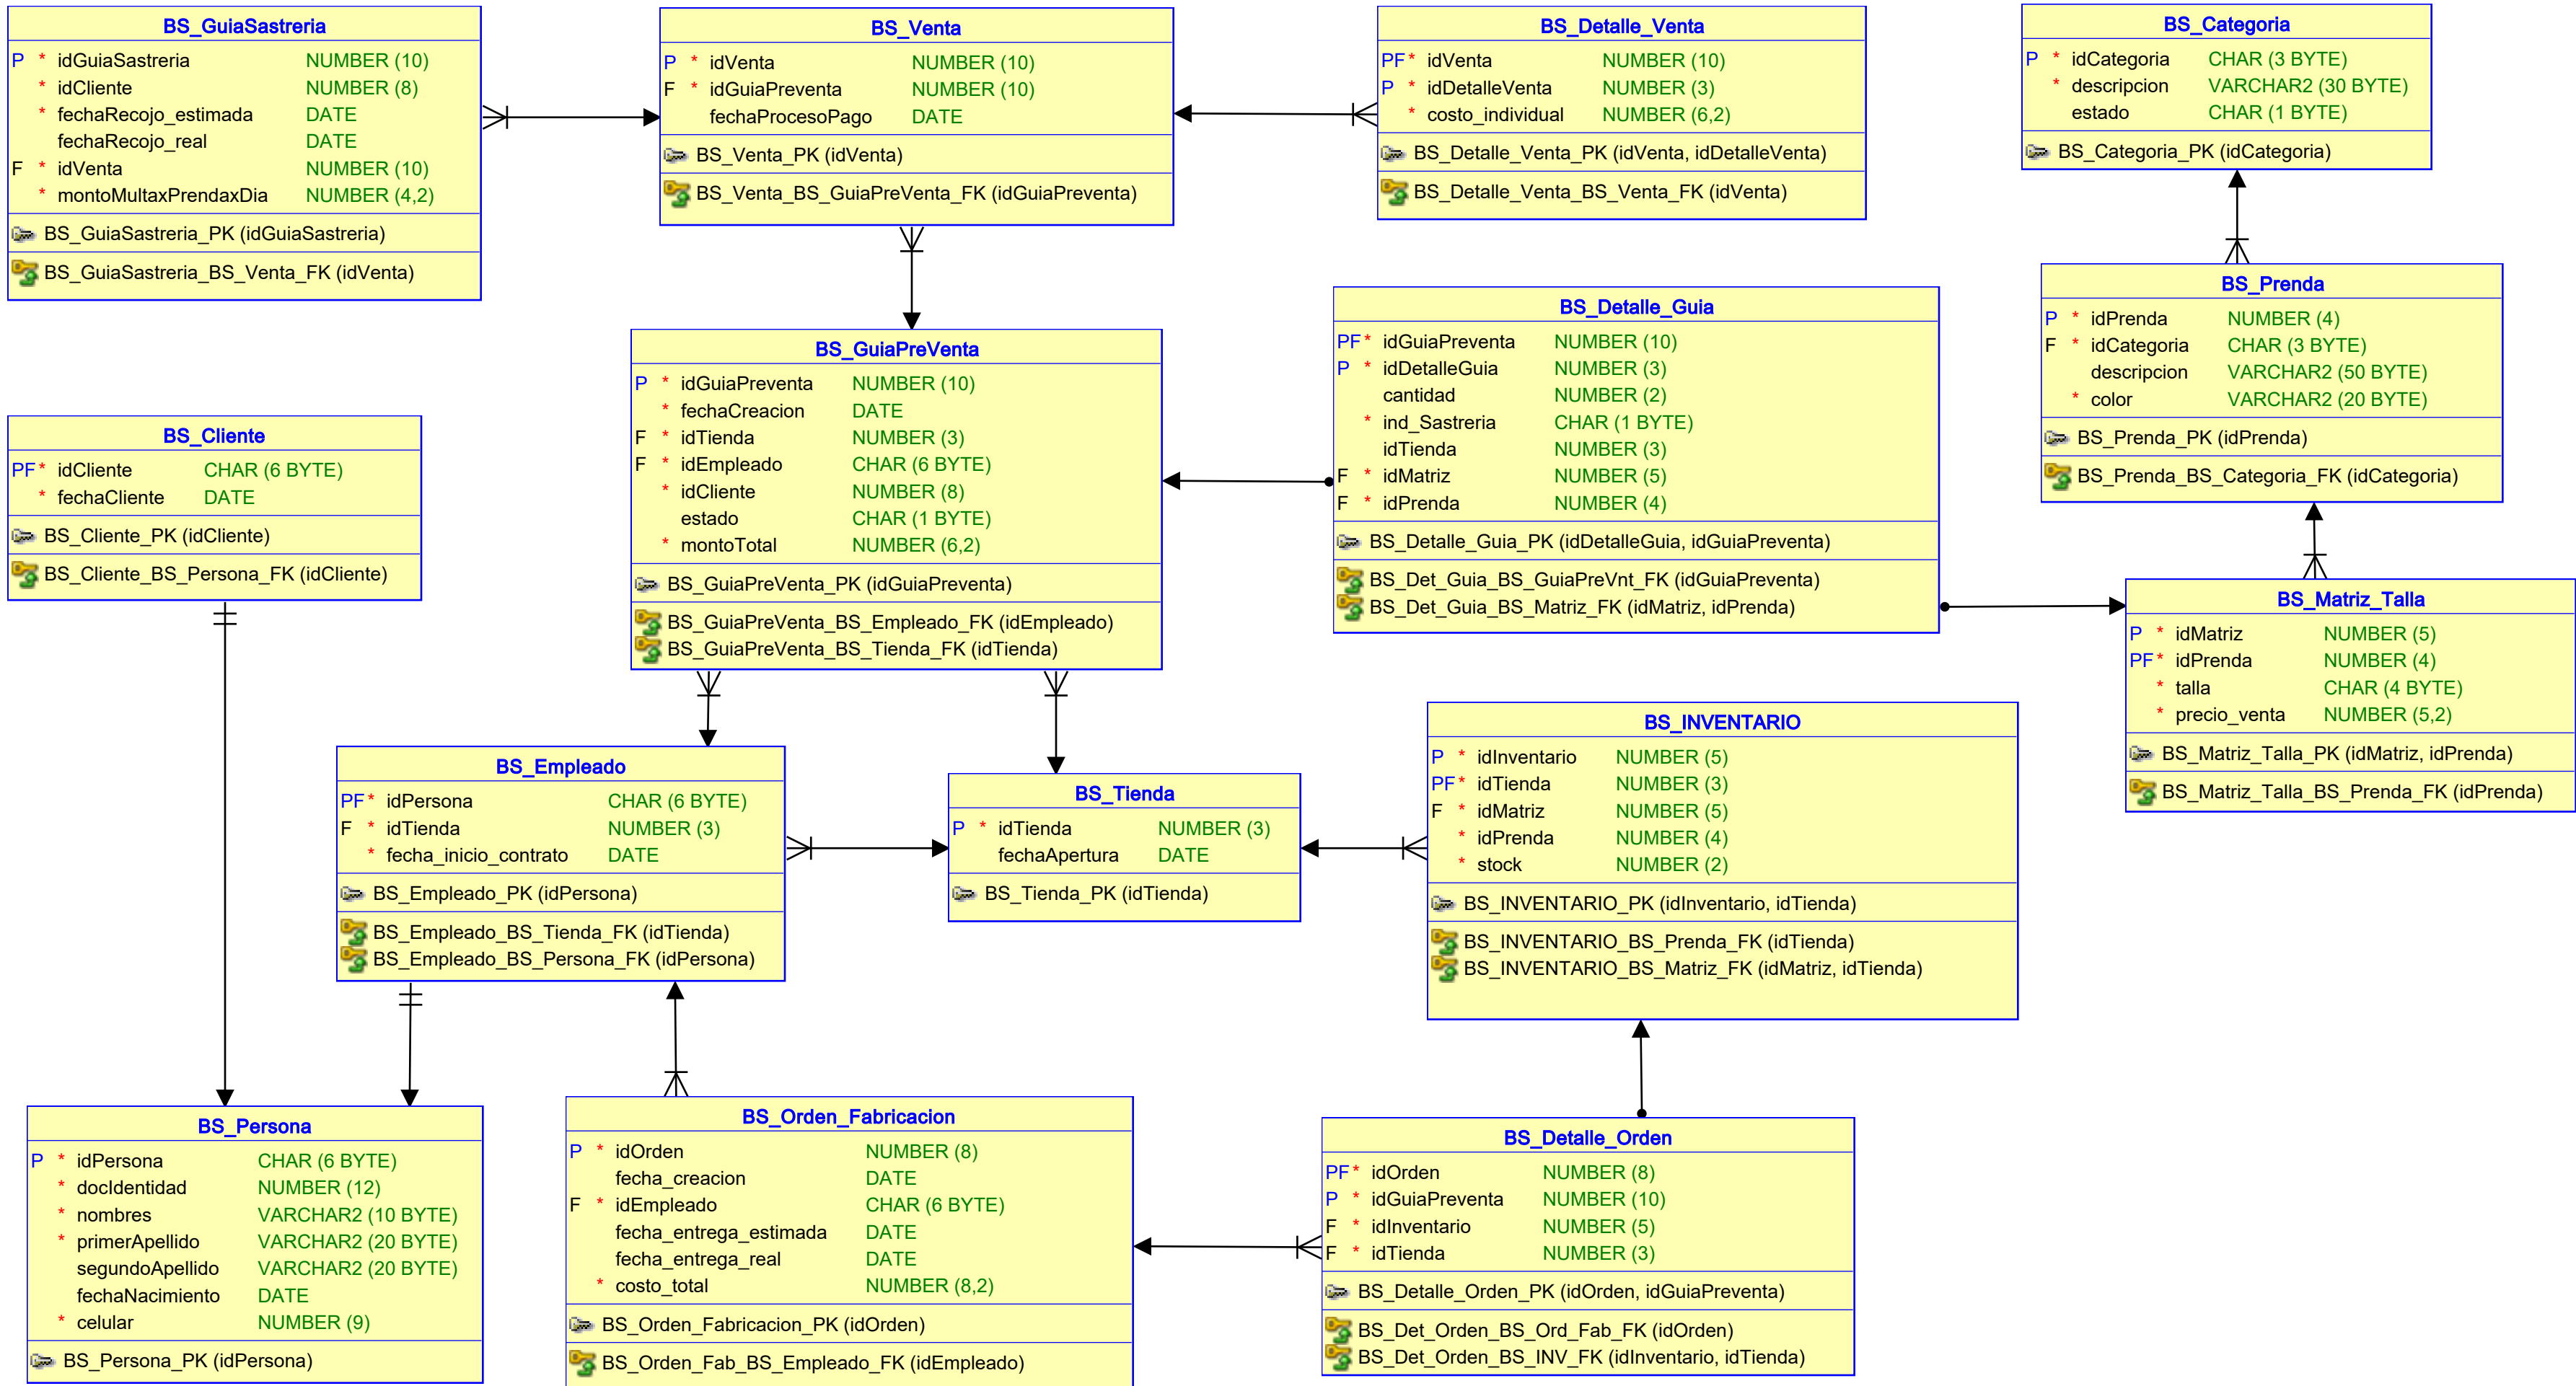 BS_GuiaSastreria
P * idGuiaSastreria NUMBER (10)
* idCliente NUMBER (8)
* fechaRecojo_estimada DATE
fechaRecojo_real DATE
F * idVenta NUMBER (10)
* montoMultaxPrendaxDia NUMBER (4,2)
BS_GuiaSastreria_PK (idGuiaSastreria)
BS_GuiaSastreria_BS_Venta_FK (idVenta)
BS_Venta
P * idVenta NUMBER (10)
F * idGuiaPreventa NUMBER (10)
fechaProcesoPago DATE
BS_Venta_PK (idVenta)
BS_Venta_BS_GuiaPreVenta_FK (idGuiaPreventa)
BS_Detalle_Venta
PF* idVenta NUMBER (10)
P * idDetalleVenta NUMBER (3)
* costo_individual NUMBER (6,2)
BS_Detalle_Venta_PK (idVenta, idDetalleVenta)
BS_Detalle_Venta_BS_Venta_FK (idVenta)
BS_Categoria
P * idCategoria CHAR (3 BYTE)
* descripcion VARCHAR2 (30 BYTE)
estado CHAR (1 BYTE)
BS_Categoria_PK (idCategoria)
BS_Prenda
P * idPrenda NUMBER (4)
F * idCategoria CHAR (3 BYTE)
descripcion VARCHAR2 (50 BYTE)
* color VARCHAR2 (20 BYTE)
BS_Prenda_PK (idPrenda)
BS_Prenda_BS_Categoria_FK (idCategoria)
BS_Detalle_Guia
PF* idGuiaPreventa NUMBER (10)
P * idDetalleGuia NUMBER (3)
cantidad NUMBER (2)
* ind_Sastreria CHAR (1 BYTE)
idTienda NUMBER (3)
F * idMatriz NUMBER (5)
F * idPrenda NUMBER (4)
BS_Detalle_Guia_PK (idDetalleGuia, idGuiaPreventa)
BS_Det_Guia_BS_GuiaPreVnt_FK (idGuiaPreventa)
BS_Det_Guia_BS_Matriz_FK (idMatriz, idPrenda)
BS_GuiaPreVenta
P * idGuiaPreventa NUMBER (10)
* fechaCreacion DATE
F * idTienda NUMBER (3)
F * idEmpleado CHAR (6 BYTE)
* idCliente NUMBER (8)
estado CHAR (1 BYTE)
* montoTotal NUMBER (6,2)
BS_GuiaPreVenta_PK (idGuiaPreventa)
BS_GuiaPreVenta_BS_Empleado_FK (idEmpleado)
BS_GuiaPreVenta_BS_Tienda_FK (idTienda)
BS_Cliente
PF* idCliente CHAR (6 BYTE)
* fechaCliente DATE
BS_Cliente_PK (idCliente)
BS_Cliente_BS_Persona_FK (idCliente)
BS_Matriz_Talla
P * idMatriz NUMBER (5)
PF* idPrenda NUMBER (4)
* talla CHAR (4 BYTE)
* precio_venta NUMBER (5,2)
BS_Matriz_Talla_PK (idMatriz, idPrenda)
BS_Matriz_Talla_BS_Prenda_FK (idPrenda)
BS_INVENTARIO
P * idInventario NUMBER (5)
PF* idTienda NUMBER (3)
F * idMatriz NUMBER (5)
* idPrenda NUMBER (4)
* stock NUMBER (2)
BS_INVENTARIO_PK (idInventario, idTienda)
BS_INVENTARIO_BS_Prenda_FK (idTienda)
BS_INVENTARIO_BS_Matriz_FK (idMatriz, idTienda)
BS_Empleado
PF* idPersona CHAR (6 BYTE)
F * idTienda NUMBER (3)
* fecha_inicio_contrato DATE
BS_Empleado_PK (idPersona)
BS_Empleado_BS_Tienda_FK (idTienda)
BS_Empleado_BS_Persona_FK (idPersona)
BS_Tienda
P * idTienda NUMBER (3)
fechaApertura DATE
BS_Tienda_PK (idTienda)
BS_Persona
P * idPersona CHAR (6 BYTE)
* docIdentidad NUMBER (12)
* nombres VARCHAR2 (10 BYTE)
* primerApellido VARCHAR2 (20 BYTE)
segundoApellido VARCHAR2 (20 BYTE)
fechaNacimiento DATE
* celular NUMBER (9)
BS_Persona_PK (idPersona)
BS_Orden_Fabricacion
P * idOrden NUMBER (8)
fecha_creacion DATE
F * idEmpleado CHAR (6 BYTE)
fecha_entrega_estimada DATE
fecha_entrega_real DATE
* costo_total NUMBER (8,2)
BS_Orden_Fabricacion_PK (idOrden)
BS_Orden_Fab_BS_Empleado_FK (idEmpleado)
BS_Detalle_Orden
PF* idOrden NUMBER (8)
P * idGuiaPreventa NUMBER (10)
F * idInventario NUMBER (5)
F * idTienda NUMBER (3)
BS_Detalle_Orden_PK (idOrden, idGuiaPreventa)
BS_Det_Orden_BS_Ord_Fab_FK (idOrden)
BS_Det_Orden_BS_INV_FK (idInventario, idTienda)